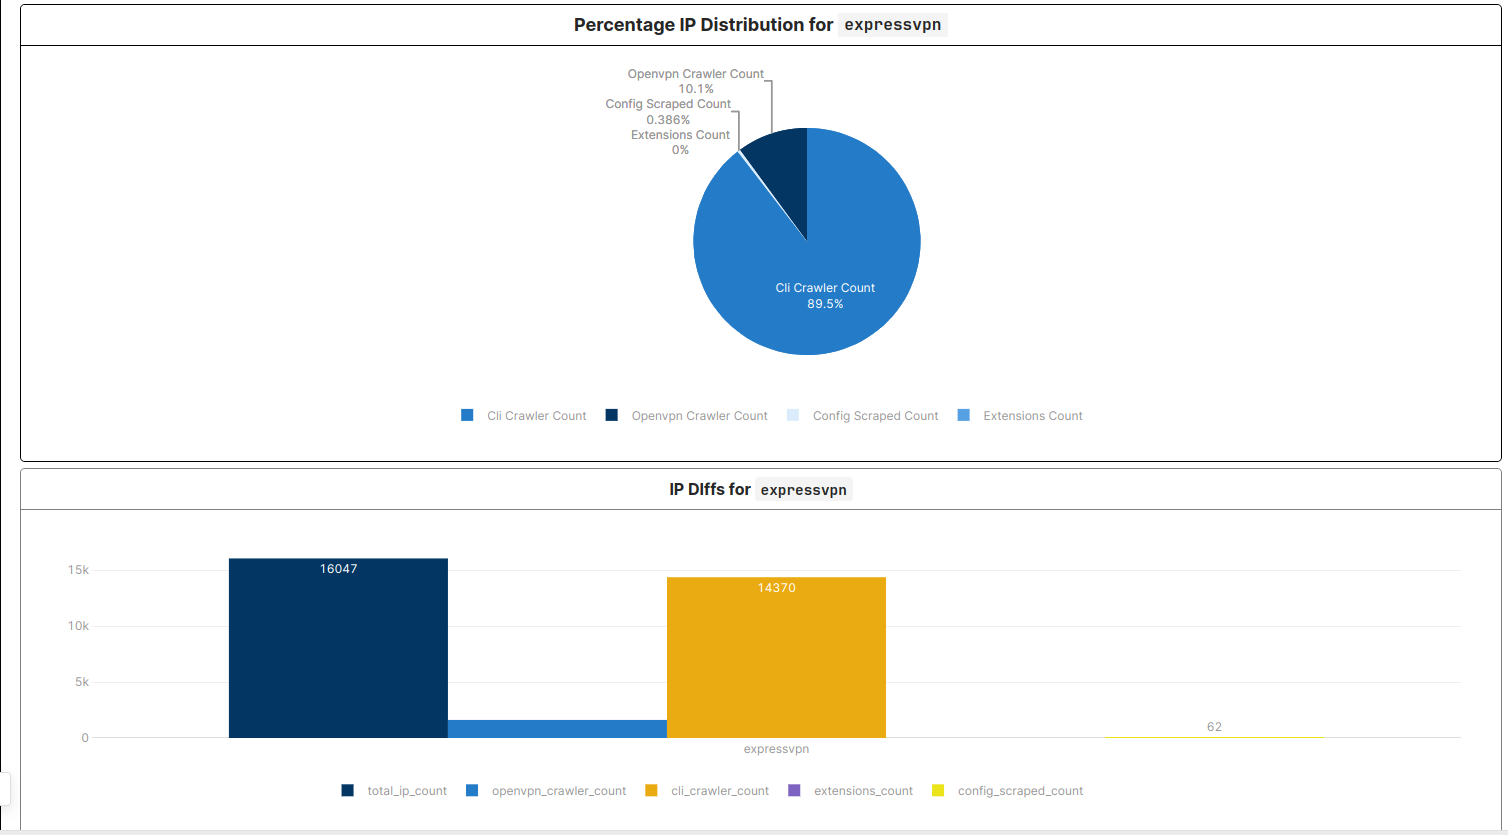 Percentage IP Distribution for expressvpn
Openvpn Crawler Count
10.1%
Config Scraped Count
0.386%
Extensions Count
0%
Cli Crawler Count
89.5%
Cli Crawler Count Openvpn Crawler Count Config Scraped Count Extensions Count
IP DIffs for expressvpn
16047
14370
15k
10k
5k
62
0
expressvpn
total_ip_count openvpn_crawler_count cli_crawler_count extensions_count config_scraped_count